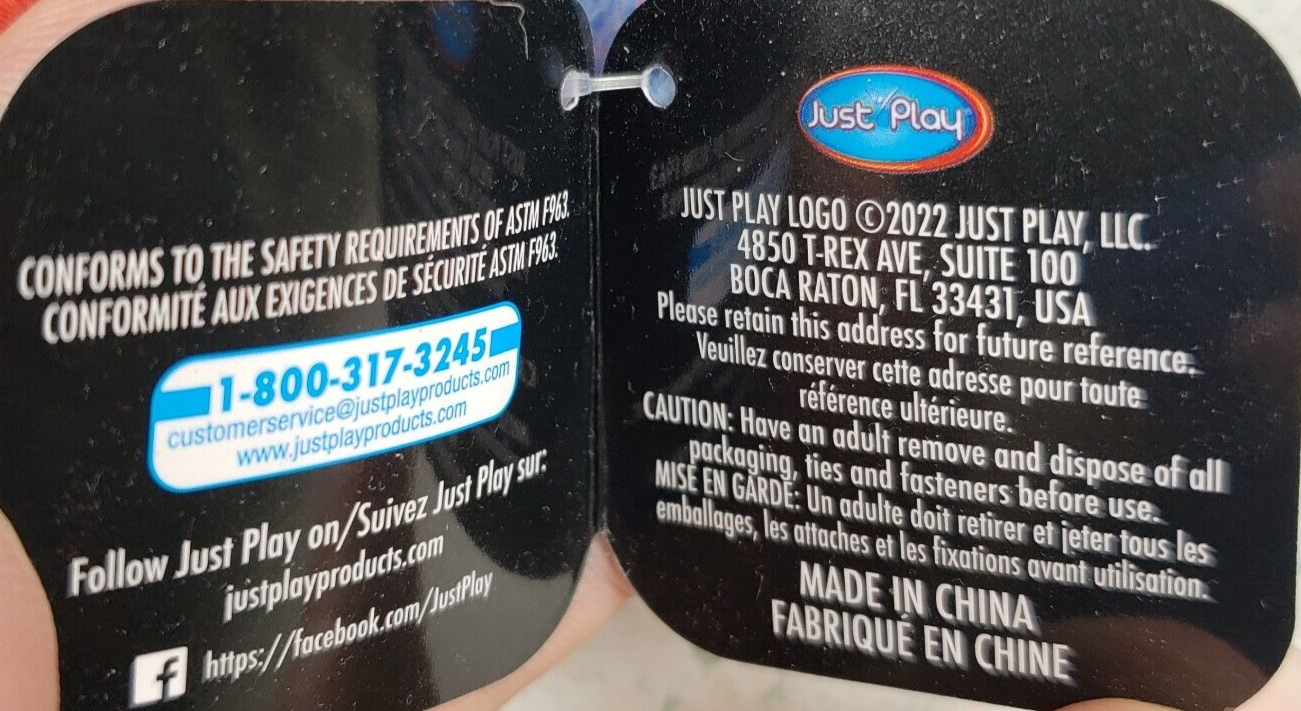 CONFORMS TO THE SAFETY REQUIREMENTS OF ASTM F963.
CONFORMITÉ AUX EXIGENCES DE SÉCURITÉ ASTM F963.
1-800-317-3245
customerservice@justplayproducts.com
www.justplayproducts.com
Follow Just Play on/Suivez Just Play sur:
justplayproducts.com
f https://facebook.com/JustPlay
Just Play
JUST PLAY LOGO ©2022 JUST PLAY, LLC.
4850 T-REX AVE, SUITE 100
BOCA RATON, FL 33431, USA
Please retain this address for future reference.
Veuillez conserver cette adresse pour toute
référence ultérieure.
CAUTION: Have an adult remove and dispose of all
packaging, ties and fasteners before use.
MISE EN GARDE: Un adulte doit retirer et jeter tous les
emballages, les attaches et les fixations avant utilisation.
MADE IN CHINA
FABRIQUÉ EN CHINE